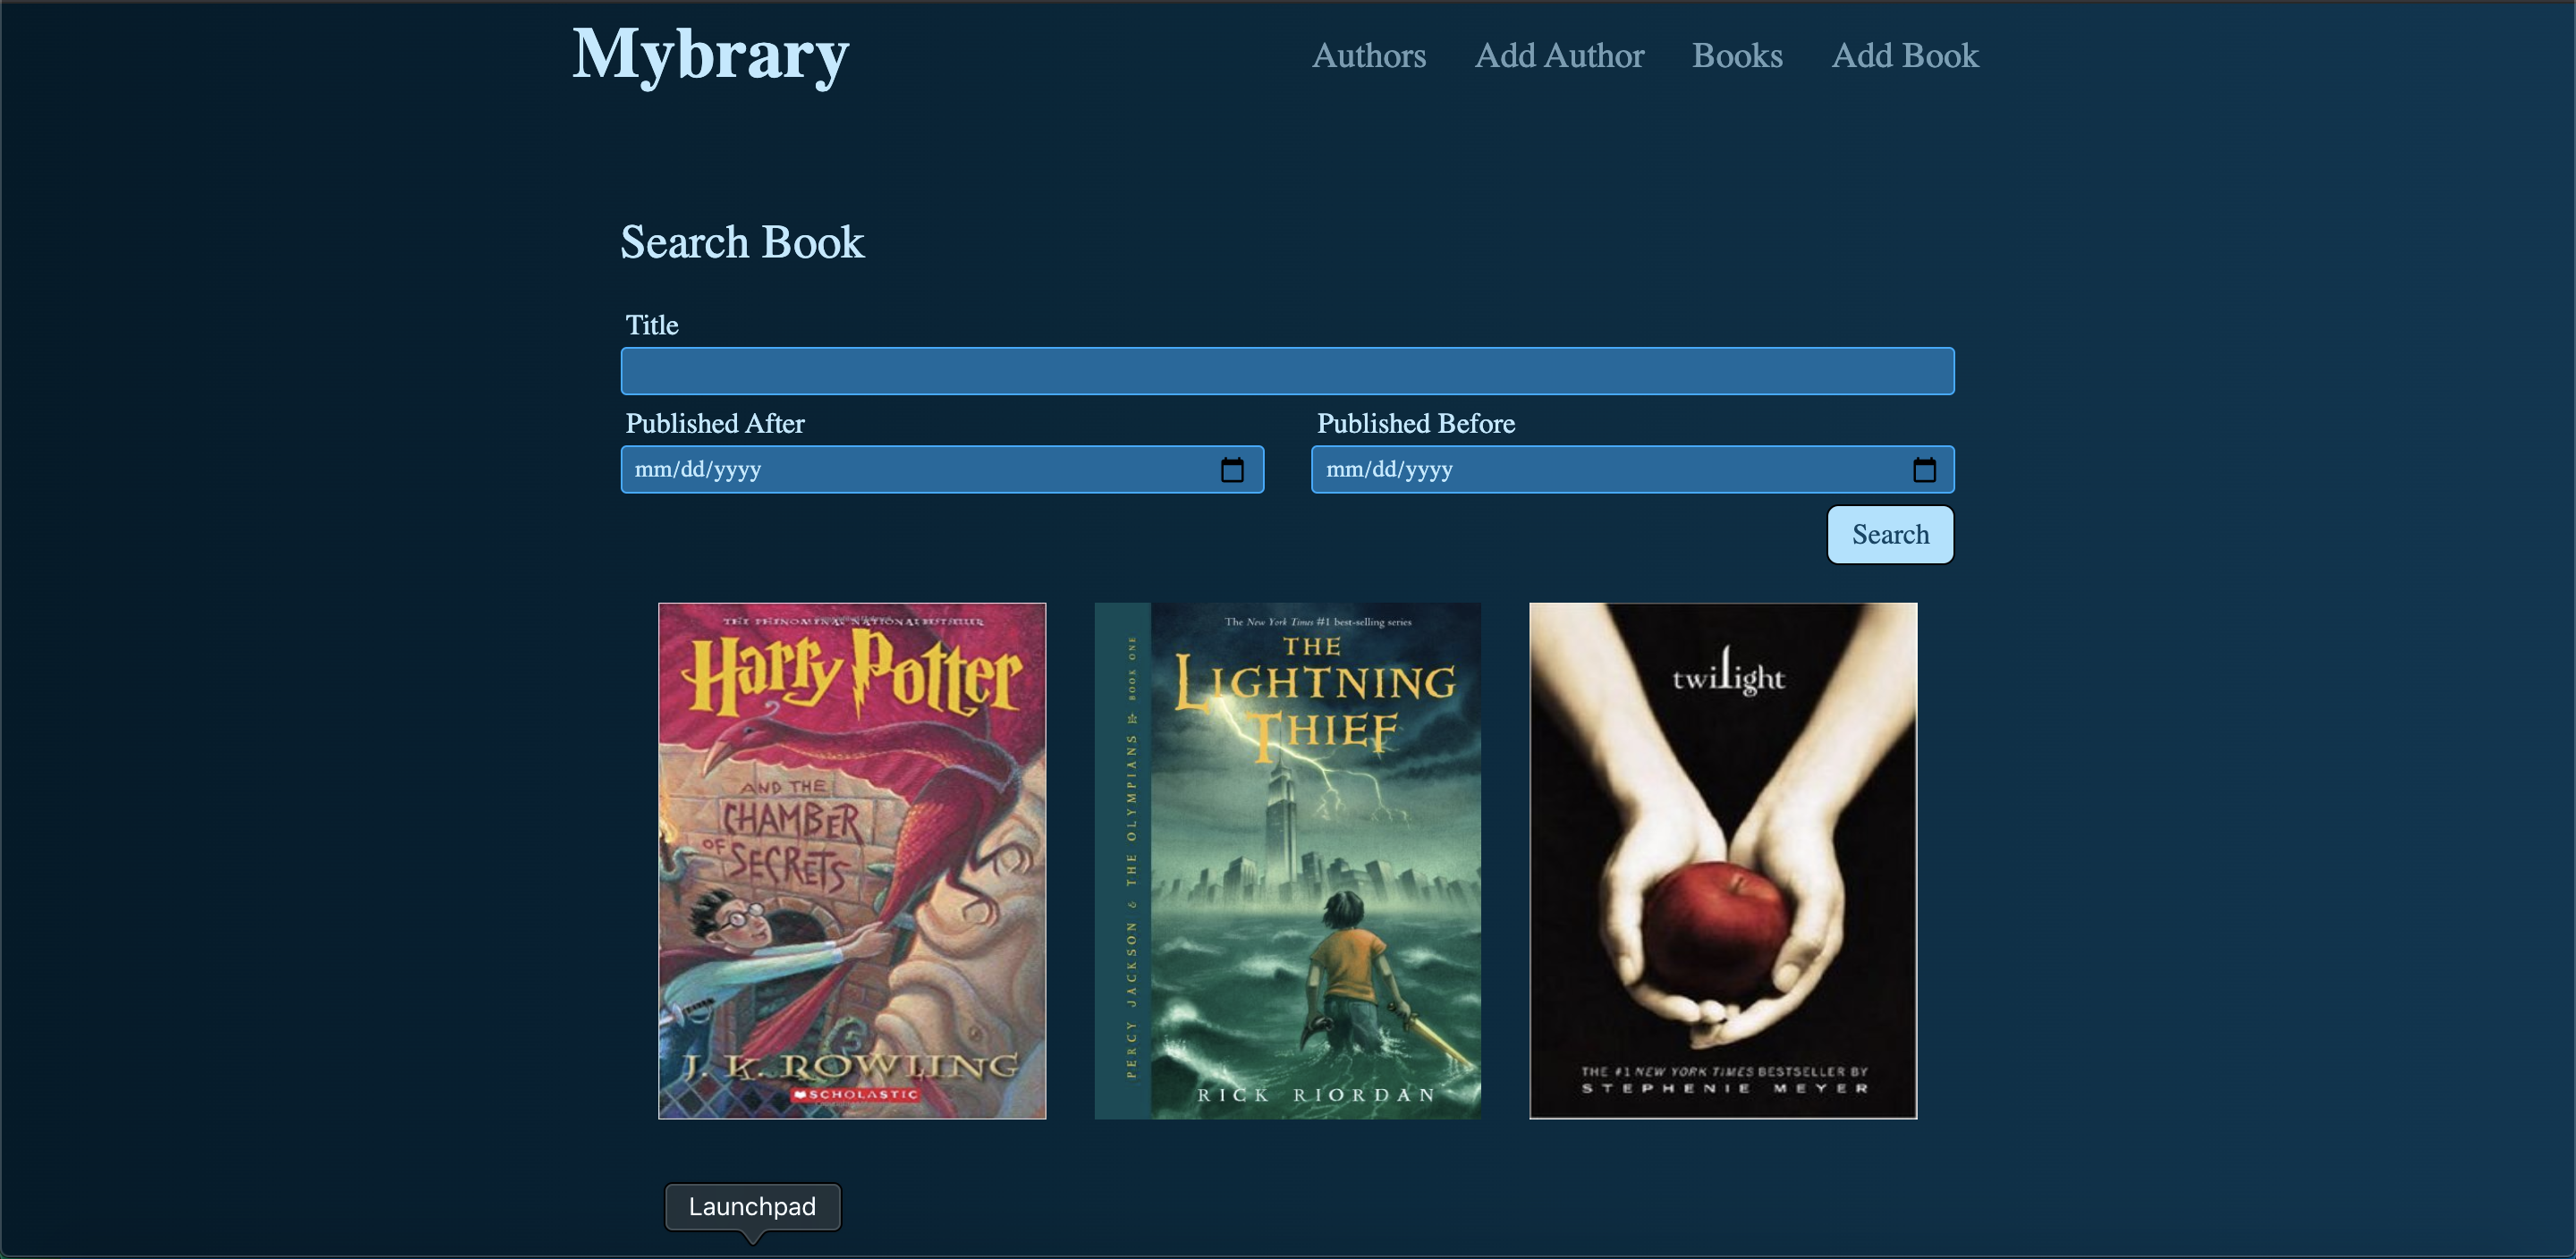 Mybrary
Authors Add Author Books Add Book
Search Book
Title
Published After Published Before
mm/dd/yyyy mm/dd/yyyy
Search
THE PHENOMENAL NATIONAL BESTSELLER
Harry Potter
AND THE
CHAMBER
OF SECRETS
J. K. ROWLING
SCHOLASTIC
PERCY JACKSON & THE OLYMPIANS BOOK ONE
The New York Times #1 best-selling series
THE
LIGHTNING
THIEF
RICK RIORDAN
twilight
THE #1 NEW YORK TIMES BESTSELLER BY
STEPHENIE MEYER
Launchpad